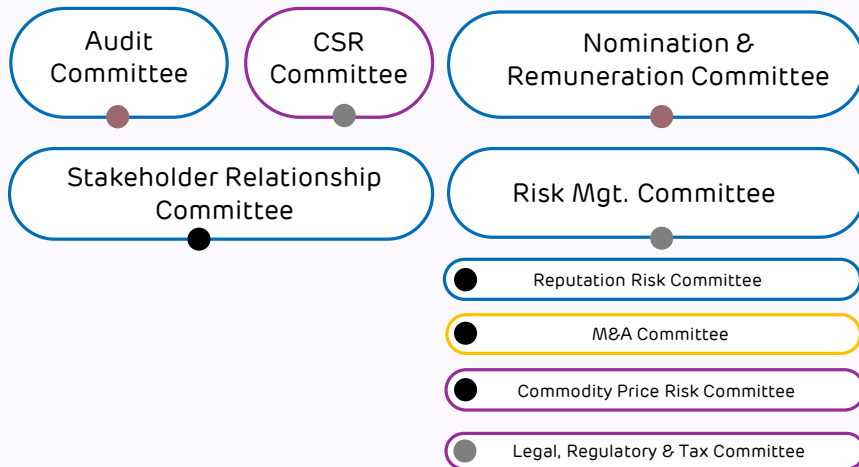 Audit
Committee
CSR
Committee
Nomination &
Remuneration Committee
Stakeholder Relationship
Committee
Risk Mgt. Committee
Reputation Risk Committee
M&A Committee
Commodity Price Risk Committee
Legal, Regulatory & Tax Committee